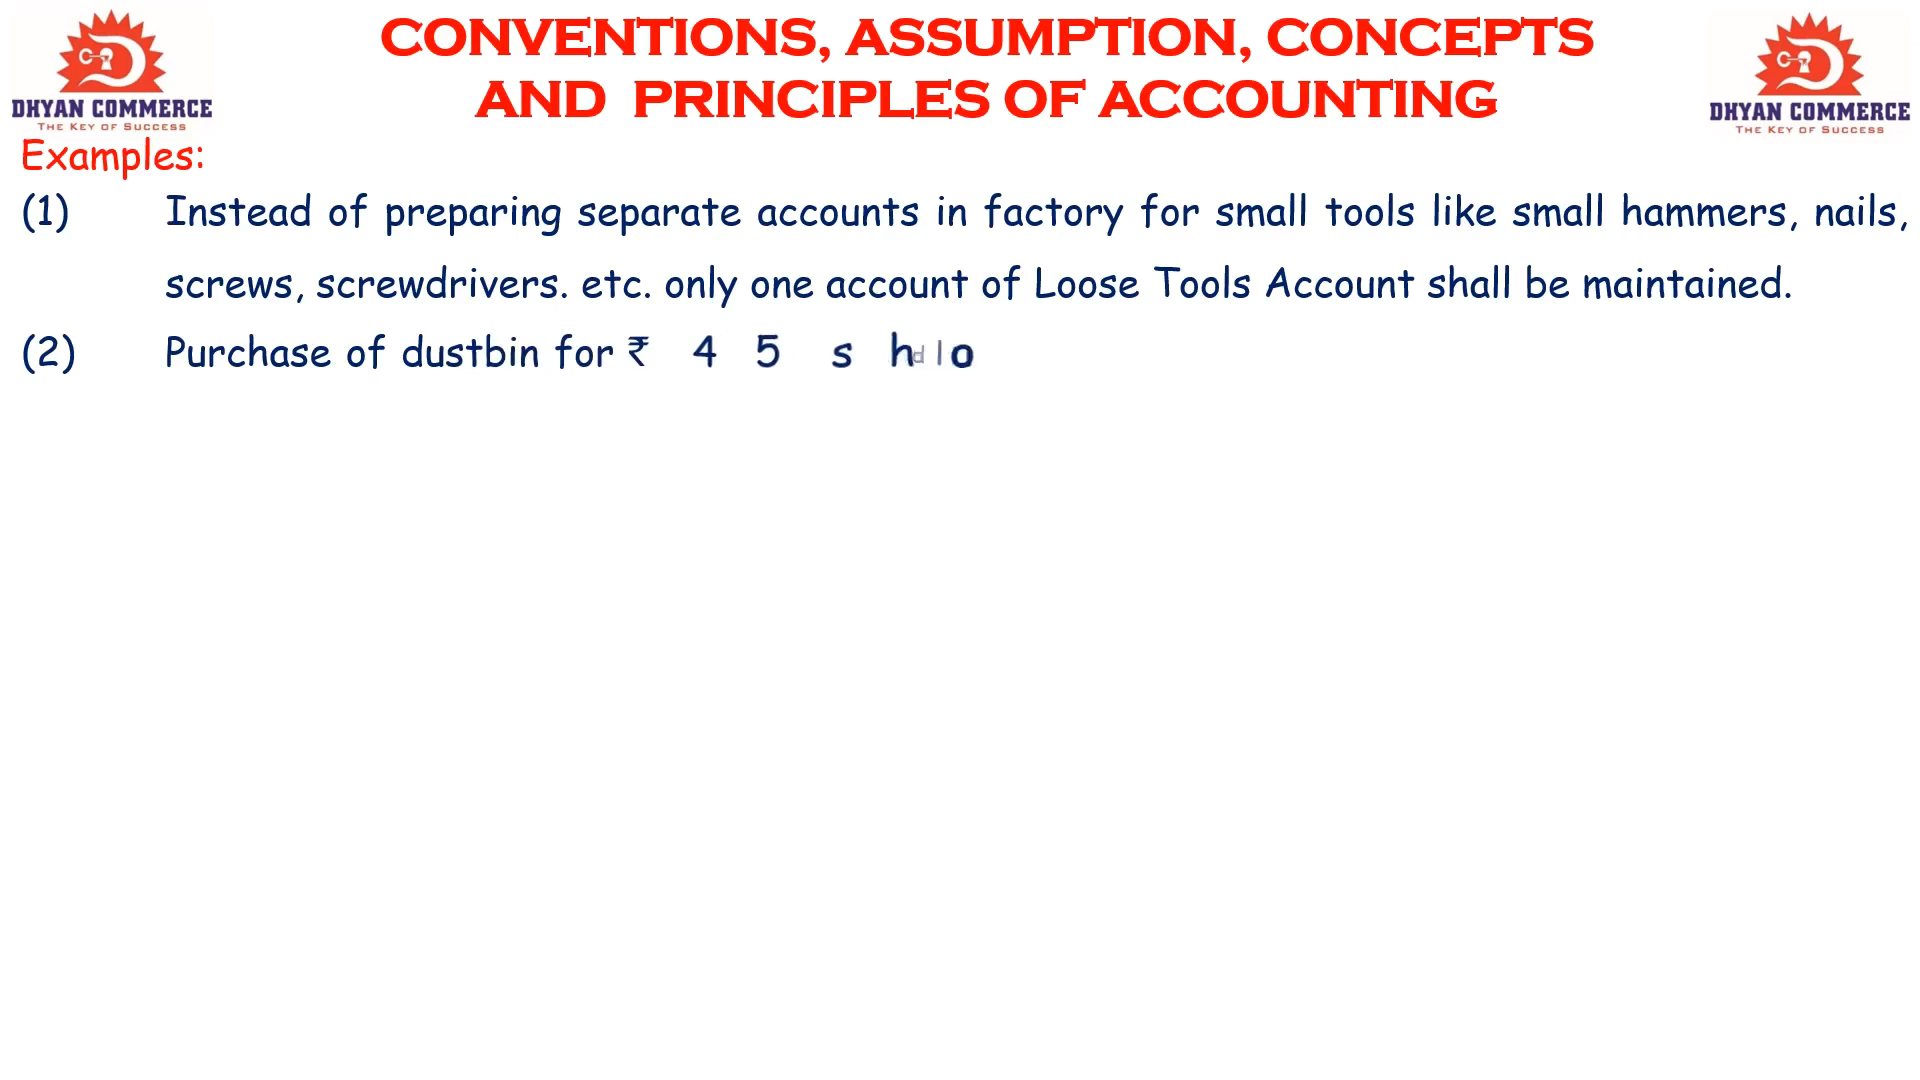 DHYAN COMMERCE
THE KEY OF SUCCESS
CONVENTIONS, ASSUMPTION, CONCEPTS
AND PRINCIPLES OF ACCOUNTING
DHYAN COMMERCE
THE KEY OF SUCCESS
Examples:
(1) Instead of preparing separate accounts in factory for small tools like small hammers, nails,
screws, screwdrivers. etc. only one account of Loose Tools Account shall be maintained.
(2) Purchase of dustbin for ₹ 45